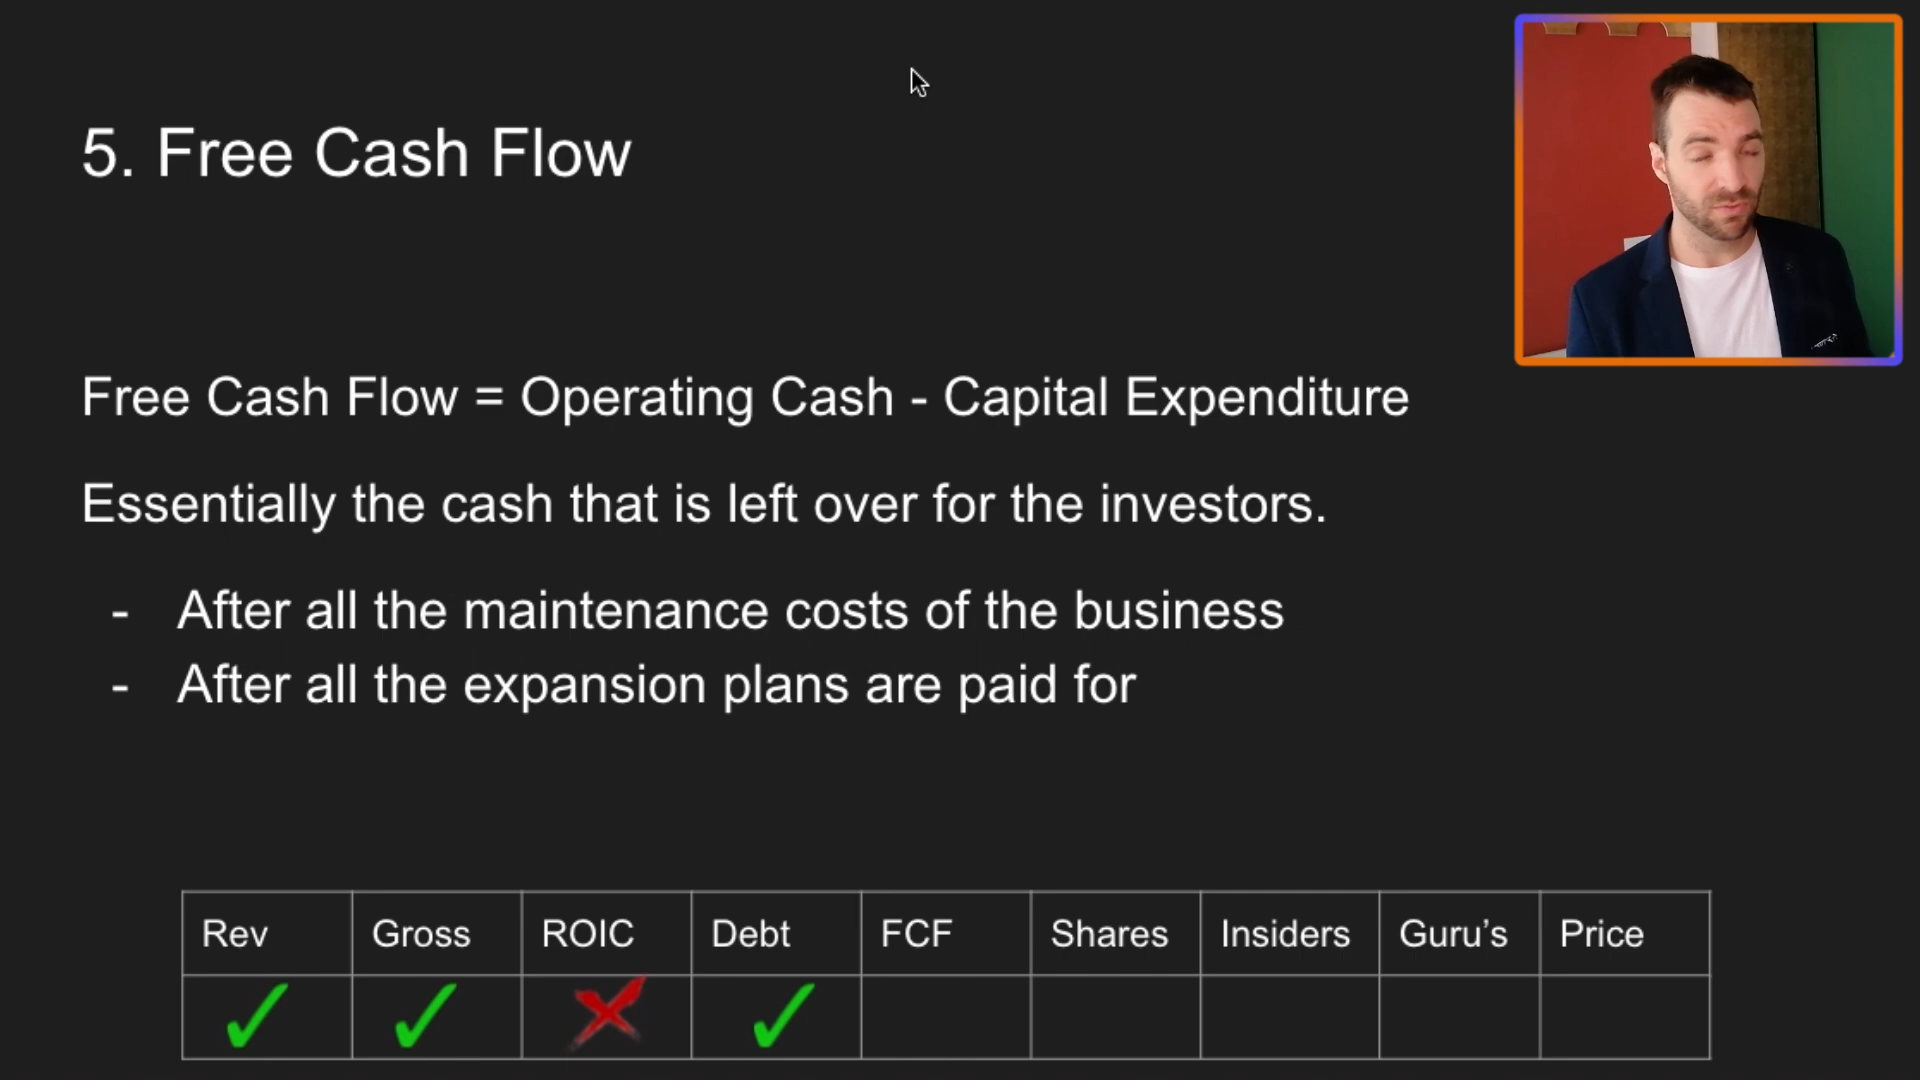 5. Free Cash Flow
Free Cash Flow = Operating Cash - Capital Expenditure
Essentially the cash that is left over for the investors.
- After all the maintenance costs of the business
- After all the expansion plans are paid for
Rev Gross ROIC Debt FCF Shares Insiders Guru’s Price